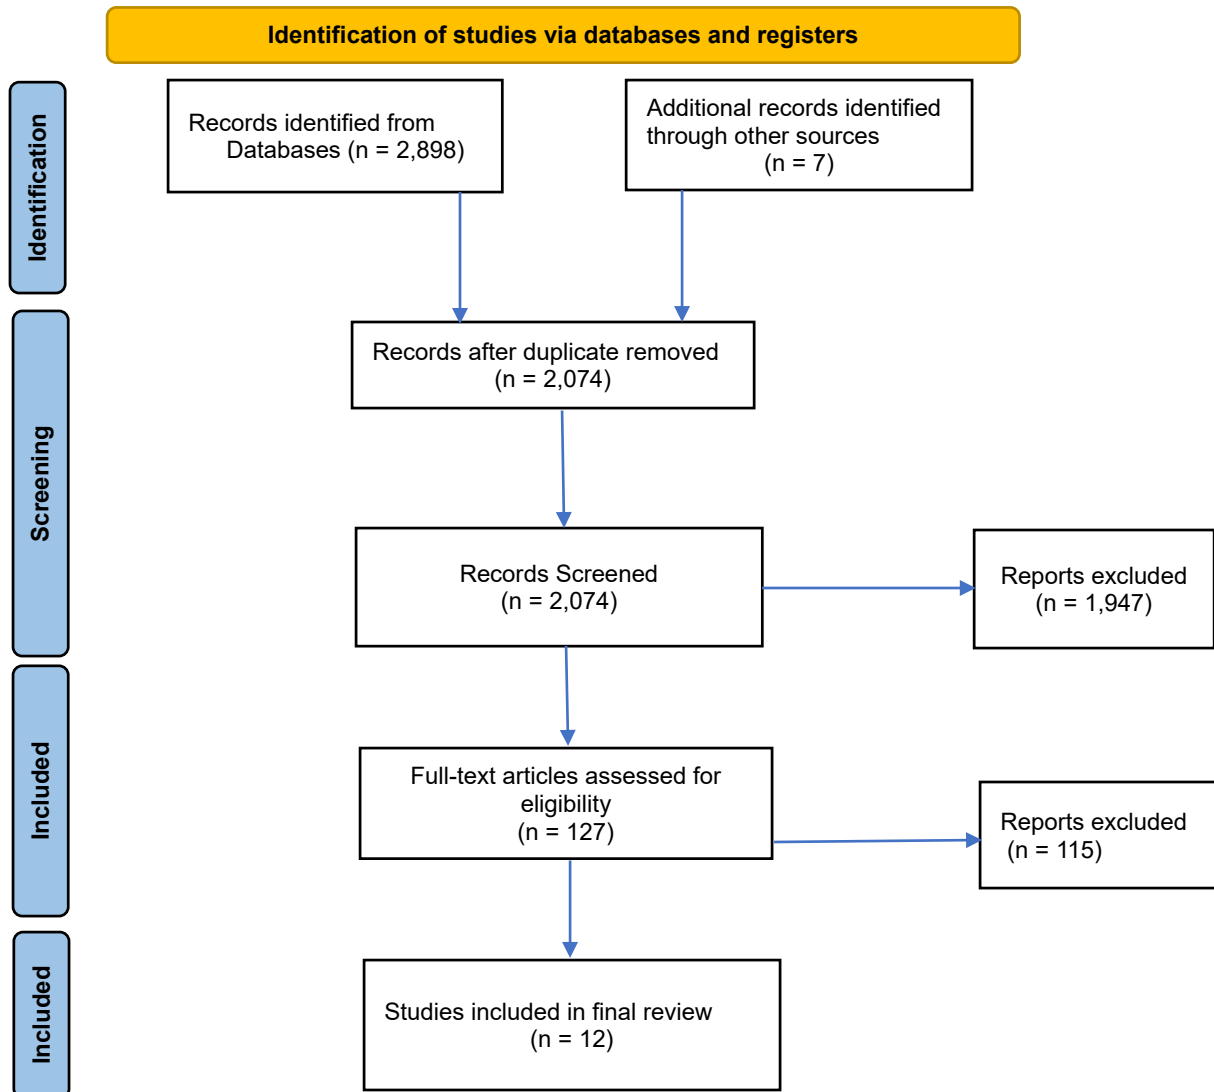 Identification of studies via databases and registers
Identification
Records identified from
Databases (n = 2,898)
Additional records identified
through other sources
(n = 7)
Screening
Records after duplicate removed
(n = 2,074)
Records Screened
(n = 2,074)
Reports excluded
(n = 1,947)
Included
Full-text articles assessed for
eligibility
(n = 127)
Reports excluded
(n = 115)
Included
Studies included in final review
(n = 12)